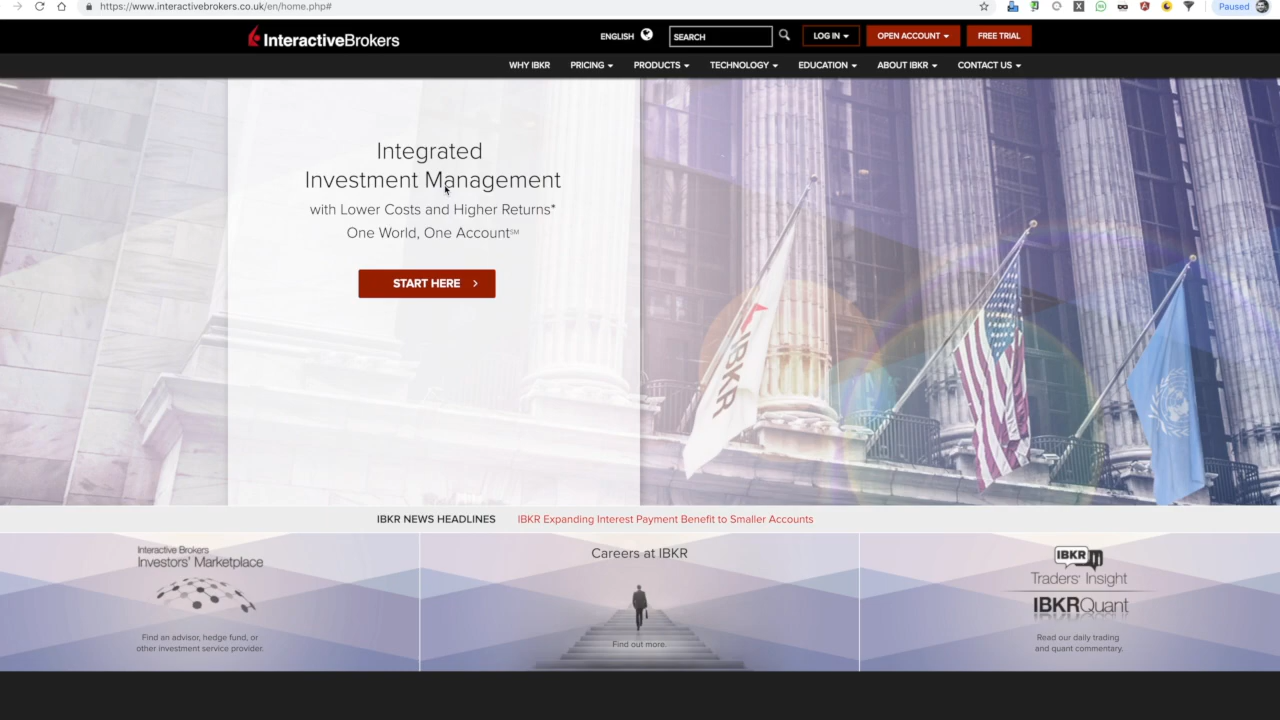 https://www.interactivebrokers.co.uk/en/home.php#
Paused
InteractiveBrokers
ENGLISH
SEARCH
LOG IN
OPEN ACCOUNT
FREE TRIAL
WHY IBKR
PRICING
PRODUCTS
TECHNOLOGY
EDUCATION
ABOUT IBKR
CONTACT US
Integrated
Investment Management
with Lower Costs and Higher Returns*
One World, One Account℠
START HERE
IBKR
IBKR NEWS HEADLINES
IBKR Expanding Interest Payment Benefit to Smaller Accounts
Interactive Brokers
Investors' Marketplace
Find an advisor, hedge fund, or
other investment service provider.
Careers at IBKR
Find out more.
IBKR
Traders' Insight
IBKRQuant
Read our daily trading
and quant commentary.